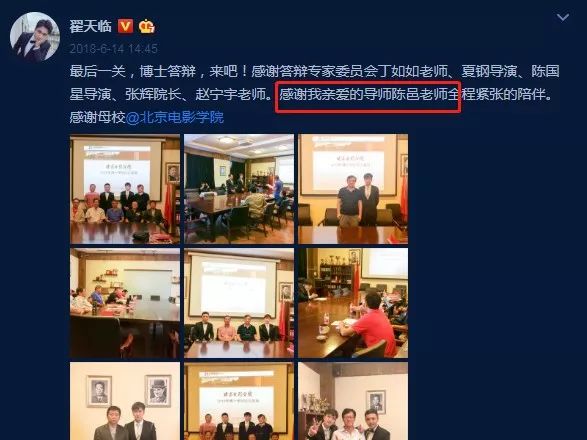 翟天临
2018-6-14 14:45
最后一关，博士答辩，来吧！感谢答辩专家委员会丁如如老师、夏钢导演、陈国
星导演、张辉院长、赵宁宇老师。感谢我亲爱的导师陈邑老师全程紧张的陪伴。
感谢母校@北京电影学院